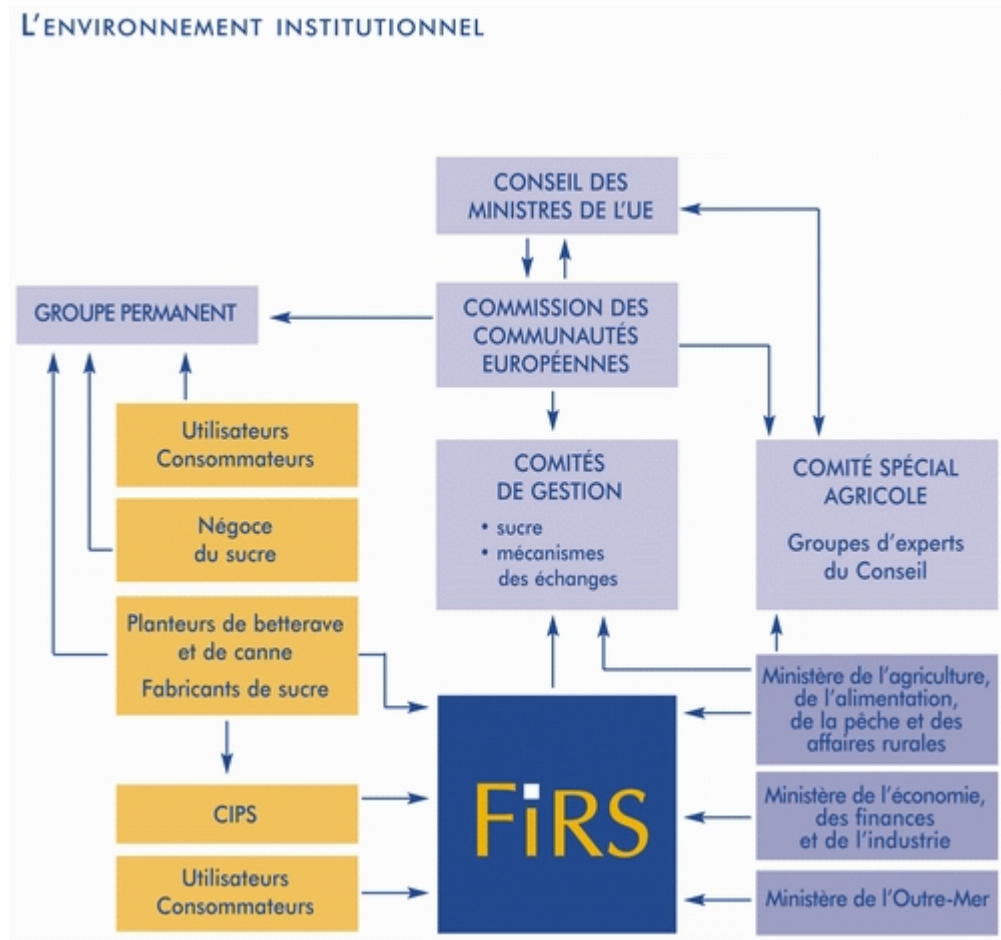 L'ENVIRONNEMENT INSTITUTIONNEL
CONSEIL DES
MINISTRES DE L'UE
GROUPE PERMANENT
COMMISSION DES
COMMUNAUTÉS
EUROPÉENNES
Utilisateurs
Consommateurs
Négoce
du sucre
Planteurs de betterave
et de canne
Fabricants de sucre
CIPS
Utilisateurs
Consommateurs
COMITÉS
DE GESTION
• sucre
• mécanismes
des échanges
FiRS
COMITÉ SPÉCIAL
AGRICOLE
Groupes d'experts
du Conseil
Ministère de l'agriculture,
de l'alimentation,
de la pêche et des
affaires rurales
Ministère de l'économie,
des finances
et de l'industrie
Ministère de l'Outre-Mer